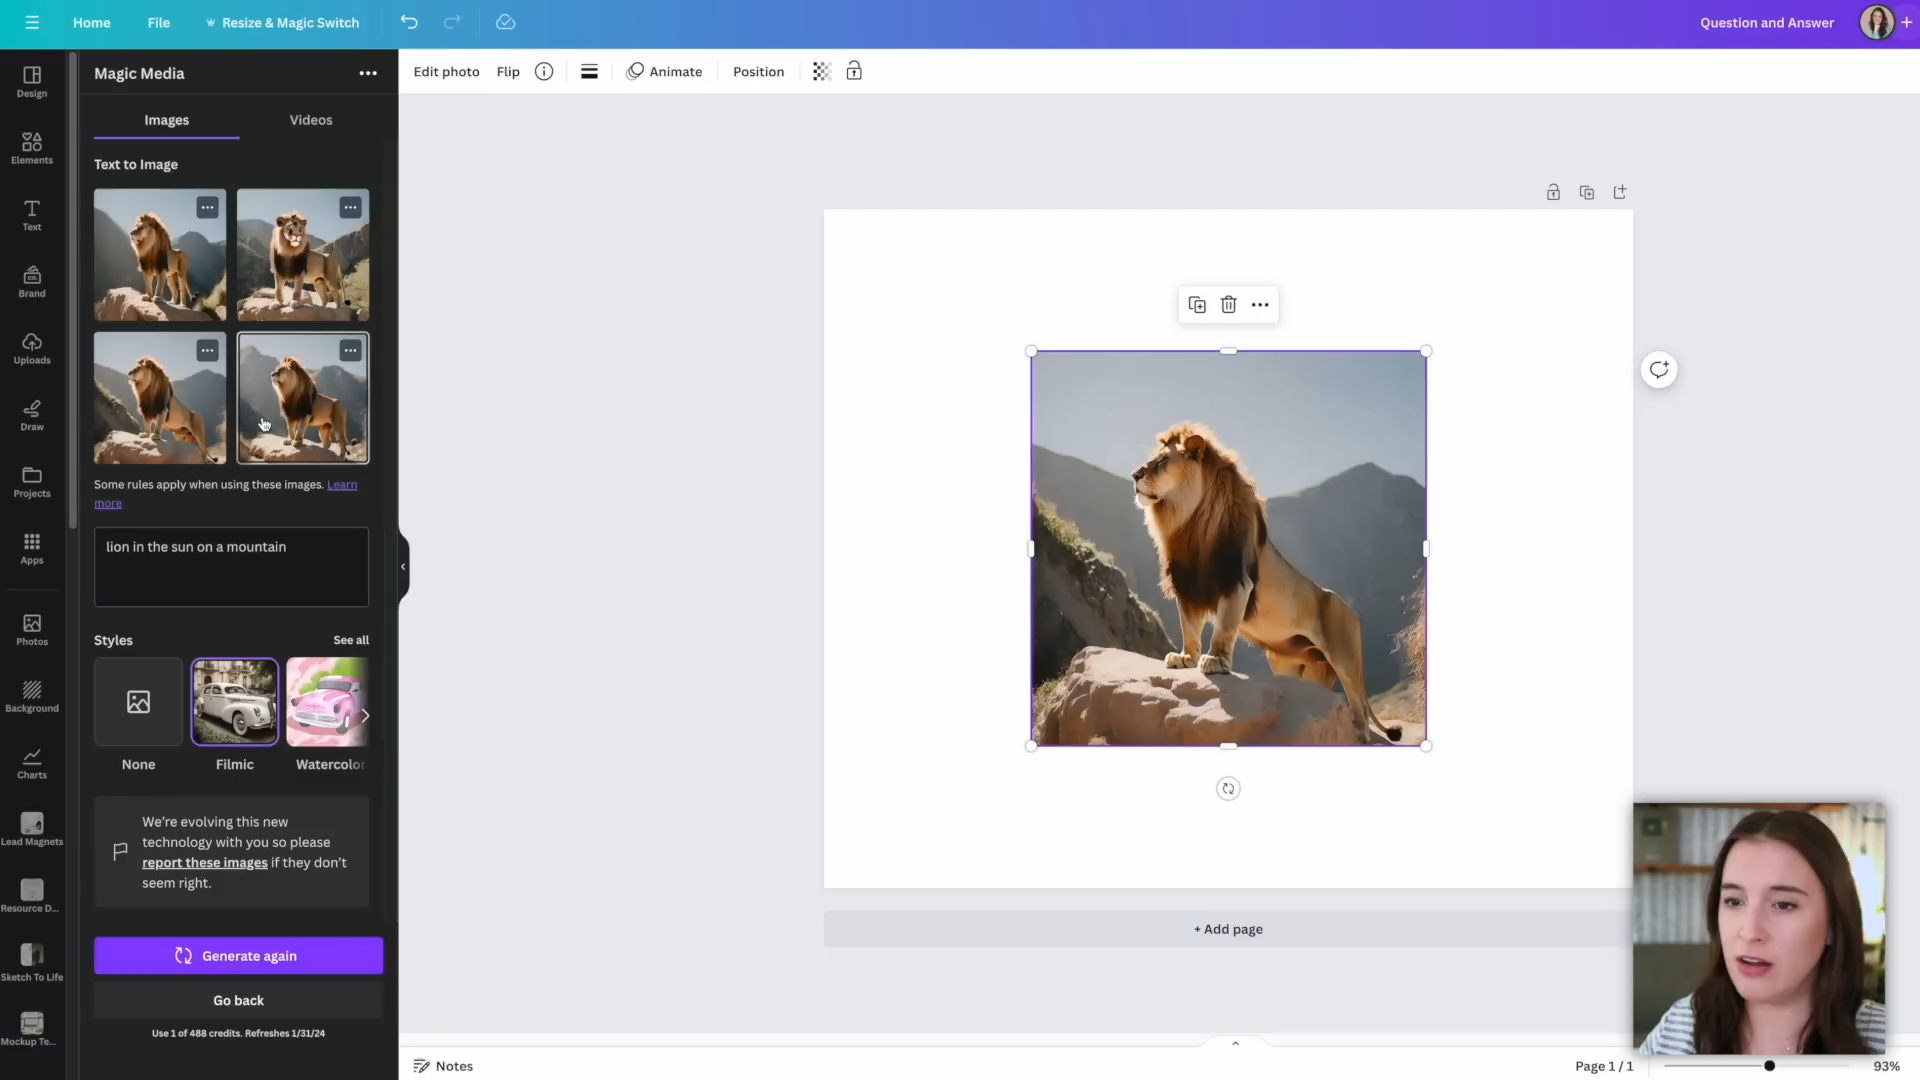 Home
File
Resize & Magic Switch
Question and Answer
Design
Elements
Text
Brand
Uploads
Draw
Projects
Apps
Photos
Background
Charts
Lead Magnets
Resource D...
Sketch To Life
Mockup Te...
Magic Media
Images
Videos
Text to Image
Some rules apply when using these images. Learn
more
lion in the sun on a mountain
Styles
See all
None
Filmic
Watercolor
We're evolving this new
technology with you so please
report these images if they don't
seem right.
Generate again
Go back
Use 1 of 488 credits. Refreshes 1/31/24
Edit photo
Flip
Animate
Position
+ Add page
Notes
Page 1 / 1
93%